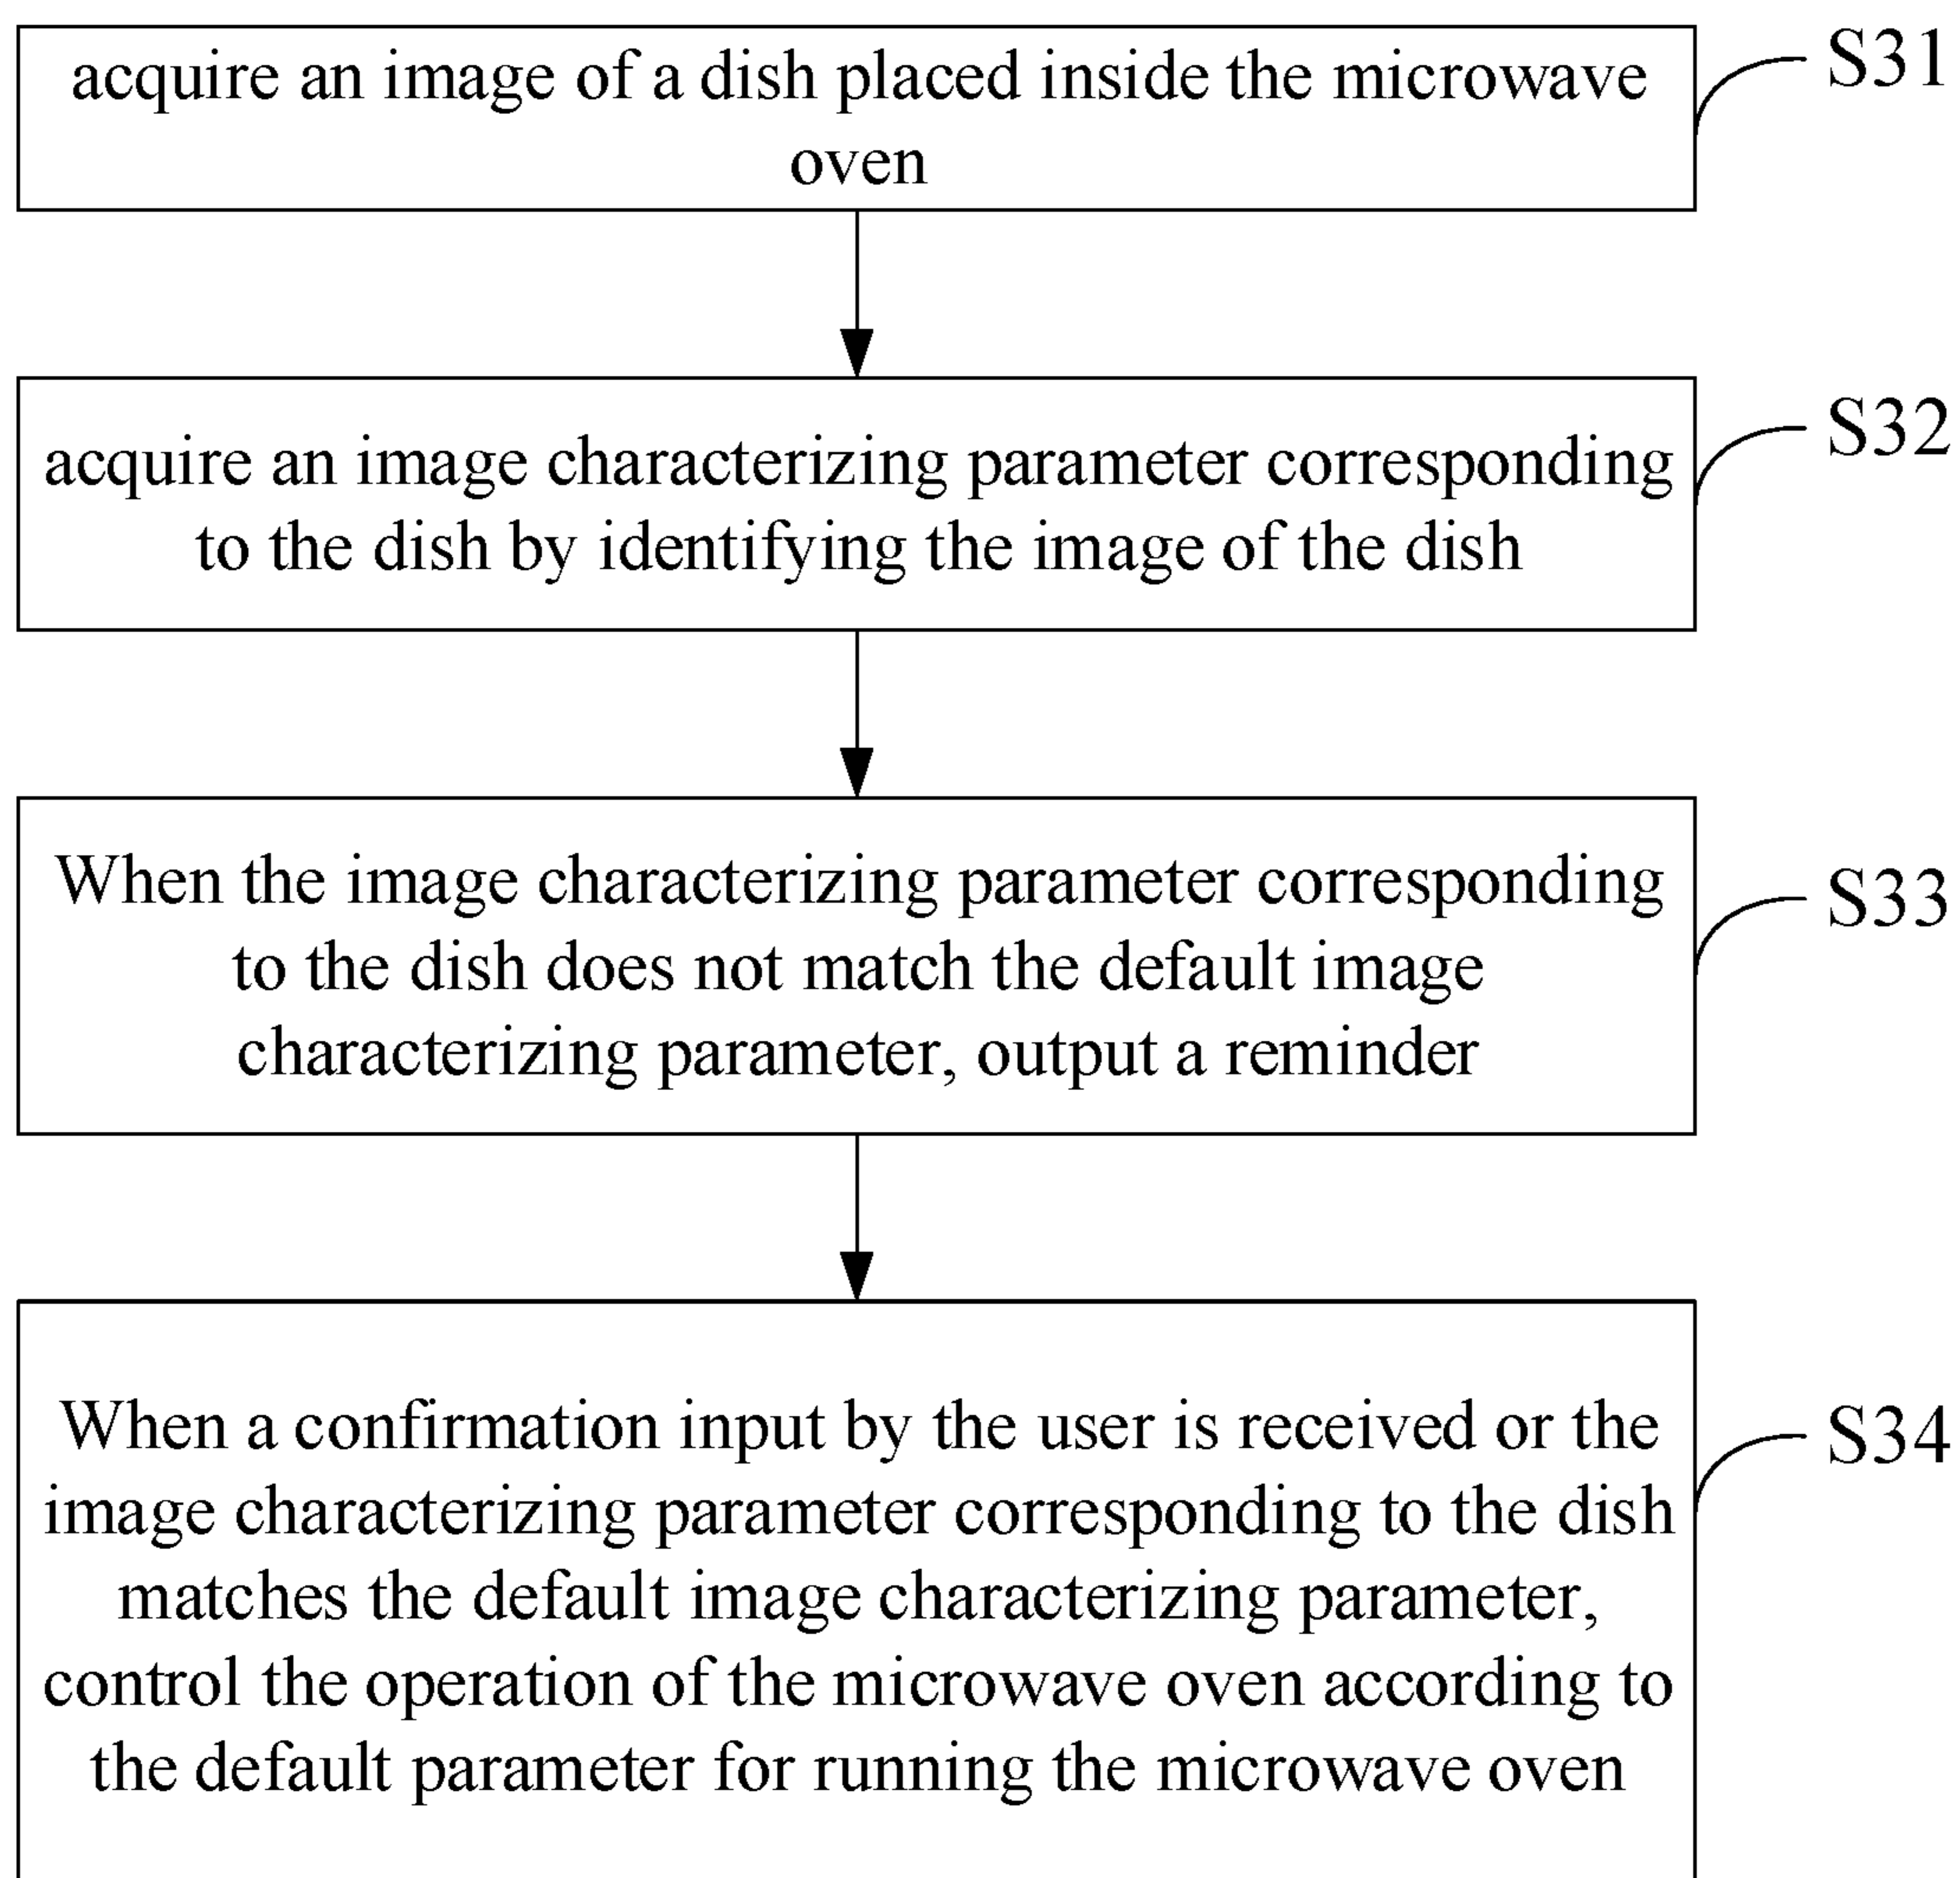 acquire an image of a dish placed inside the microwave
oven
S31
acquire an image characterizing parameter corresponding
to the dish by identifying the image of the dish
S32
When the image characterizing parameter corresponding
to the dish does not match the default image
characterizing parameter, output a reminder
S33
When a confirmation input by the user is received or the
image characterizing parameter corresponding to the dish
matches the default image characterizing parameter,
control the operation of the microwave oven according to
the default parameter for running the microwave oven
S34